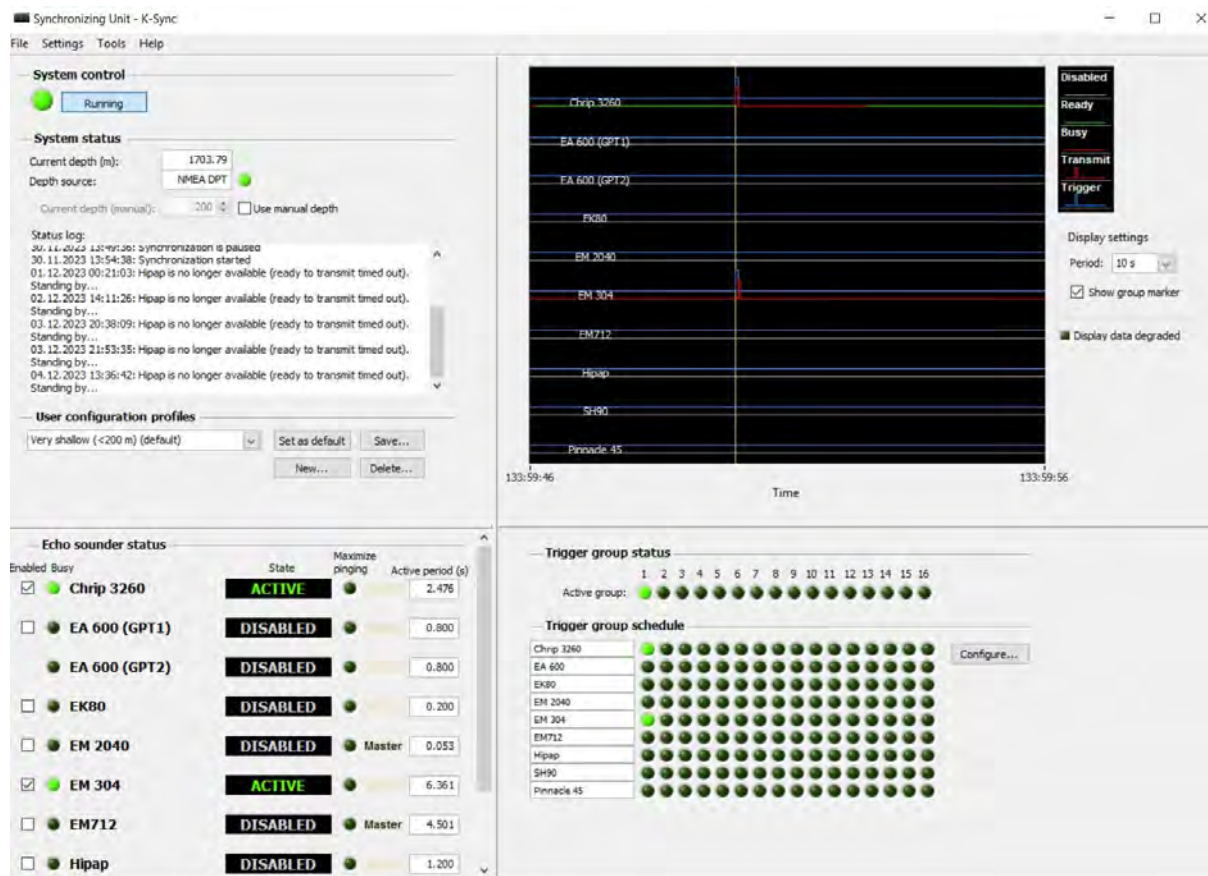 Synchronizing Unit - K-Sync
File Settings Tools Help
System control
Running
System status
Current depth (m): 1703.79
Depth source: NMEA DPT
Current depth (manual): 200 Use manual depth
Status log:
30.11.2023 13:49:36: Synchronization is paused
30.11.2023 13:54:38: Synchronization started
01.12.2023 00:21:03: Hipap is no longer available (ready to transmit timed out).
Standing by...
02.12.2023 14:11:26: Hipap is no longer available (ready to transmit timed out).
Standing by...
03.12.2023 20:38:09: Hipap is no longer available (ready to transmit timed out).
Standing by...
03.12.2023 21:53:35: Hipap is no longer available (ready to transmit timed out).
Standing by...
04.12.2023 13:36:42: Hipap is no longer available (ready to transmit timed out).
Standing by...
User configuration profiles
Very shallow (<200 m) (default) Set as default Save...
New... Delete...
Chrip 3260
EA 600 (GPT1)
EA 600 (GPT2)
EK80
EM 2040
EM 304
EM712
Hipap
SH90
Pinnacle 45
133:59:46 133:59:56
Time
Disabled
Ready
Busy
Transmit
Trigger
Display settings
Period: 10 s
Show group marker
Display data degraded
Echo sounder status
Enabled Busy State Maximize pinging Active period (s)
Chrip 3260 ACTIVE 2.476
EA 600 (GPT1) DISABLED 0.800
EA 600 (GPT2) DISABLED 0.800
EK80 DISABLED 0.200
EM 2040 DISABLED Master 0.053
EM 304 ACTIVE 6.361
EM712 DISABLED Master 4.501
Hipap DISABLED 1.200
Trigger group status
1 2 3 4 5 6 7 8 9 10 11 12 13 14 15 16
Active group:
Trigger group schedule
Chrip 3260
EA 600
EK80
EM 2040
EM 304
EM712
Hipap
SH90
Pinnacle 45
Configure...